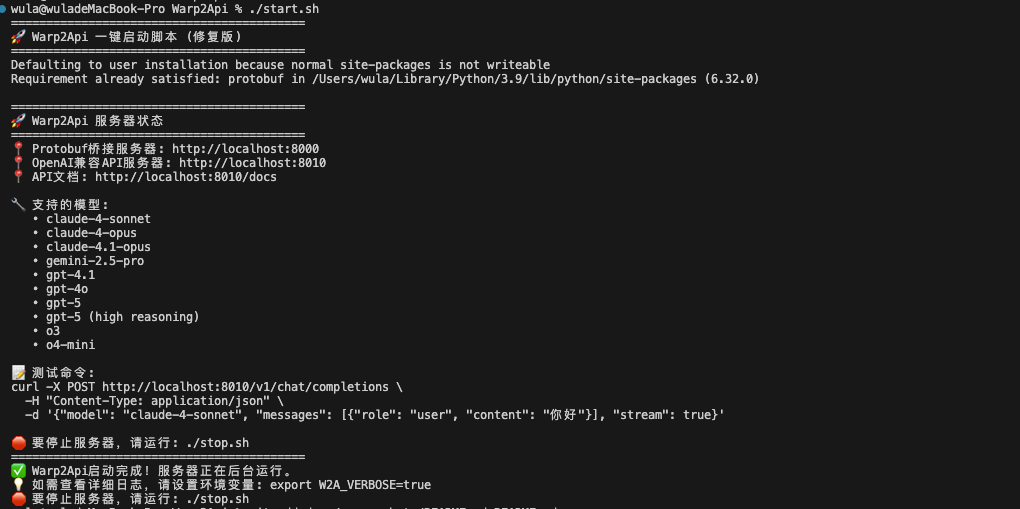 wula@wuladeMacBook-Pro Warp2Api % ./start.sh
==========================================
🚀 Warp2Api 一键启动脚本 (修复版)
==========================================
Defaulting to user installation because normal site-packages is not writeable
Requirement already satisfied: protobuf in /Users/wula/Library/Python/3.9/lib/python/site-packages (6.32.0)
==========================================
🚀 Warp2Api 服务器状态
==========================================
📍 Protobuf桥接服务器: http://localhost:8000
📍 OpenAI兼容API服务器: http://localhost:8010
📍 API文档: http://localhost:8010/docs
🔧 支持的模型:
• claude-4-sonnet
• claude-4-opus
• claude-4.1-opus
• gemini-2.5-pro
• gpt-4.1
• gpt-4o
• gpt-5
• gpt-5 (high reasoning)
• o3
• o4-mini
📝 测试命令:
curl -X POST http://localhost:8010/v1/chat/completions \
-H "Content-Type: application/json" \
-d '{"model": "claude-4-sonnet", "messages": [{"role": "user", "content": "你好"}], "stream": true}'
🛑 要停止服务器，请运行: ./stop.sh
==========================================
✅ Warp2Api启动完成！服务器正在后台运行。
💡 如需查看详细日志，请设置环境变量: export W2A_VERBOSE=true
🛑 要停止服务器，请运行: ./stop.sh